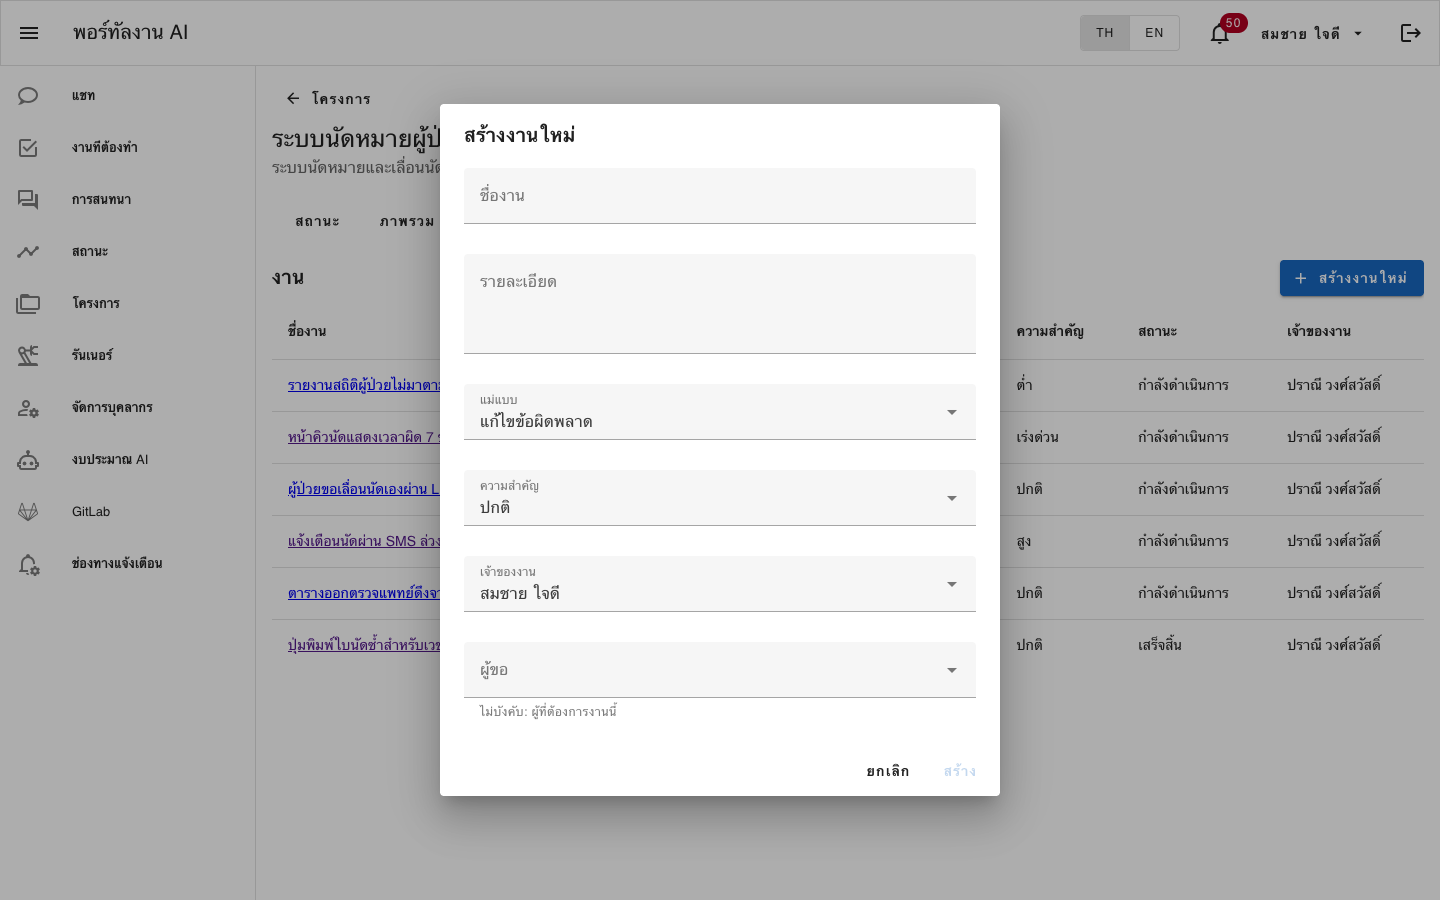 พอร์ทัลงาน AI
TH
EN
50
สมชาย ใจดี
แชท
งานที่ต้องทำ
การสนทนา
สถานะ
โครงการ
รันเนอร์
จัดการบุคลากร
งบประมาณ AI
GitLab
ช่องทางแจ้งเตือน
โครงการ
ระบบนัดหมายผู้ป
ระบบนัดหมายและเลื่อนนัด
สถานะ
ภาพรวม
งาน
สร้างงานใหม่
ชื่องาน
ความสำคัญ
สถานะ
เจ้าของงาน
รายงานสถิติผู้ป่วยไม่มาตาม
ต่ำ
กำลังดำเนินการ
ปราณี วงศ์สวัสดิ์
หน้าคิวนัดแสดงเวลาผิด 7
เร่งด่วน
กำลังดำเนินการ
ปราณี วงศ์สวัสดิ์
ผู้ป่วยขอเลื่อนนัดเองผ่าน L
ปกติ
กำลังดำเนินการ
ปราณี วงศ์สวัสดิ์
แจ้งเตือนนัดผ่าน SMS ล่วง
สูง
กำลังดำเนินการ
ปราณี วงศ์สวัสดิ์
ตารางออกตรวจแพทย์ดึงจา
ปกติ
กำลังดำเนินการ
ปราณี วงศ์สวัสดิ์
ปุ่มพิมพ์ใบนัดซ้ำสำหรับเวช
ปกติ
เสร็จสิ้น
ปราณี วงศ์สวัสดิ์
สร้างงานใหม่
ชื่องาน
รายละเอียด
แม่แบบ
แก้ไขข้อผิดพลาด
ความสำคัญ
ปกติ
เจ้าของงาน
สมชาย ใจดี
ผู้ขอ
ไม่บังคับ: ผู้ที่ต้องการงานนี้
ยกเลิก
สร้าง